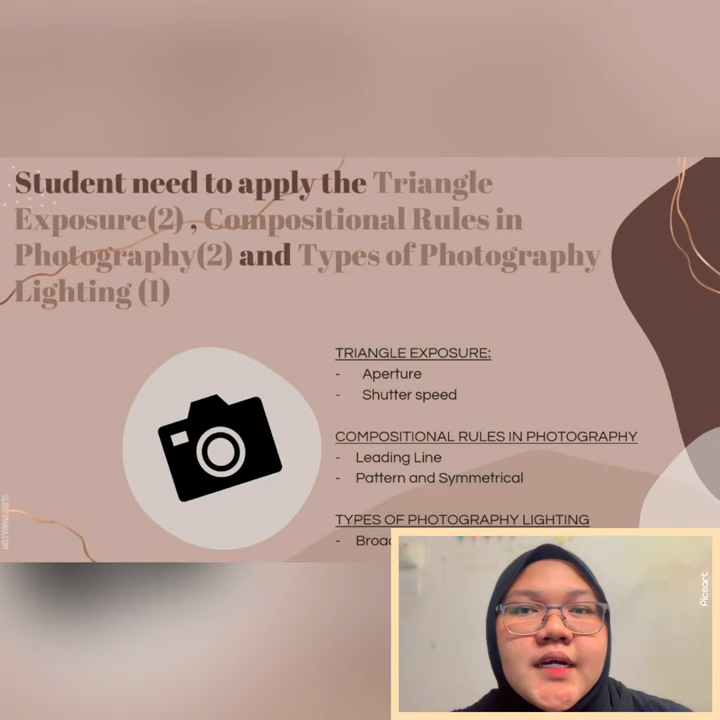 Student need to apply the Triangle
Exposure(2) , Compositional Rules in
Photography(2) and Types of Photography
Lighting (1)
TRIANGLE EXPOSURE:
- Aperture
- Shutter speed
COMPOSITIONAL RULES IN PHOTOGRAPHY
- Leading Line
- Pattern and Symmetrical
TYPES OF PHOTOGRAPHY LIGHTING
-
Picsart